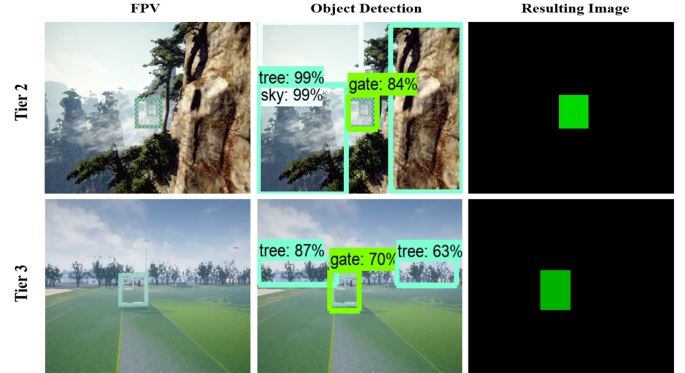 FPV Object Detection Resulting Image
Tier 2
tree: 99%
gate: 84%
sky: 99%
Tier 3
tree: 87%
gate: 70%
tree: 63%